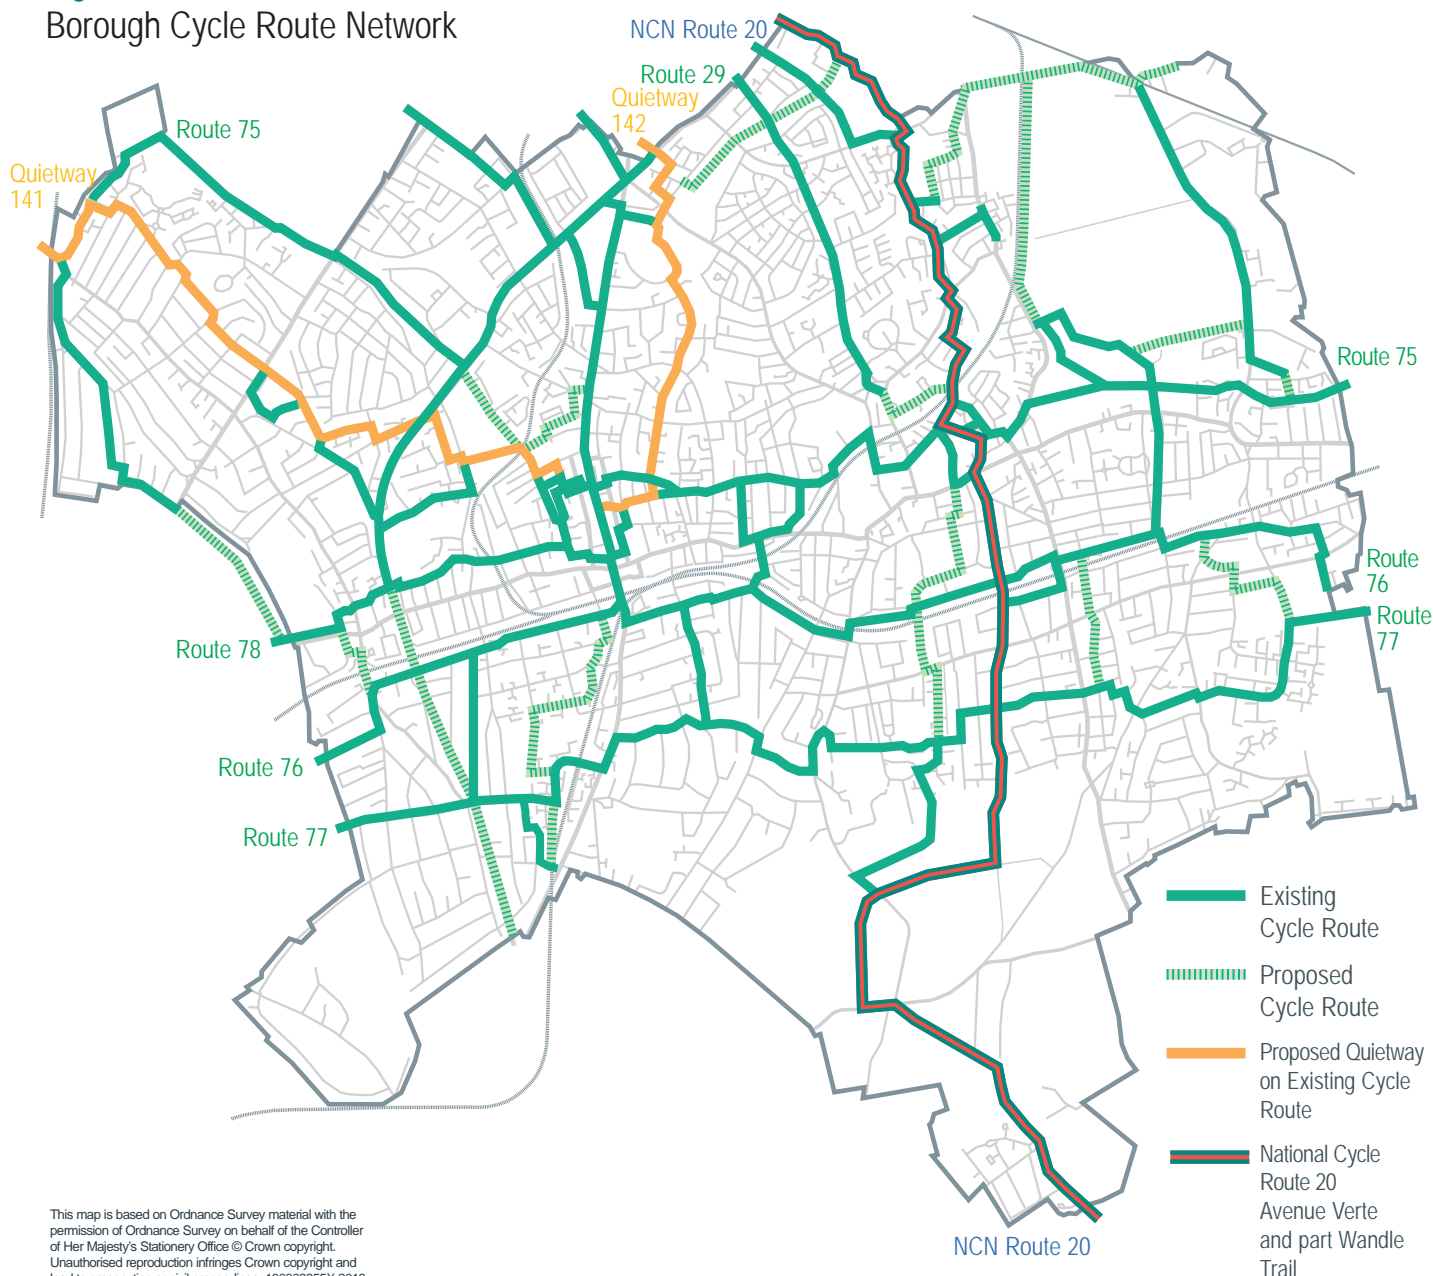 Borough Cycle Route Network
NCN Route 20
Route 29
Quietway
142
Route 75
Quietway
141
Route 75
Route
76
Route
77
Route 78
Route 76
Route 77
Existing
Cycle Route
Proposed
Cycle Route
Proposed Quietway
on Existing Cycle
Route
National Cycle
Route 20
Avenue Verte
and part Wandle
Trail
NCN Route 20
This map is based on Ordnance Survey material with the
permission of Ordnance Survey on behalf of the Controller
of Her Majesty's Stationery Office © Crown copyright.
Unauthorised reproduction infringes Crown copyright and